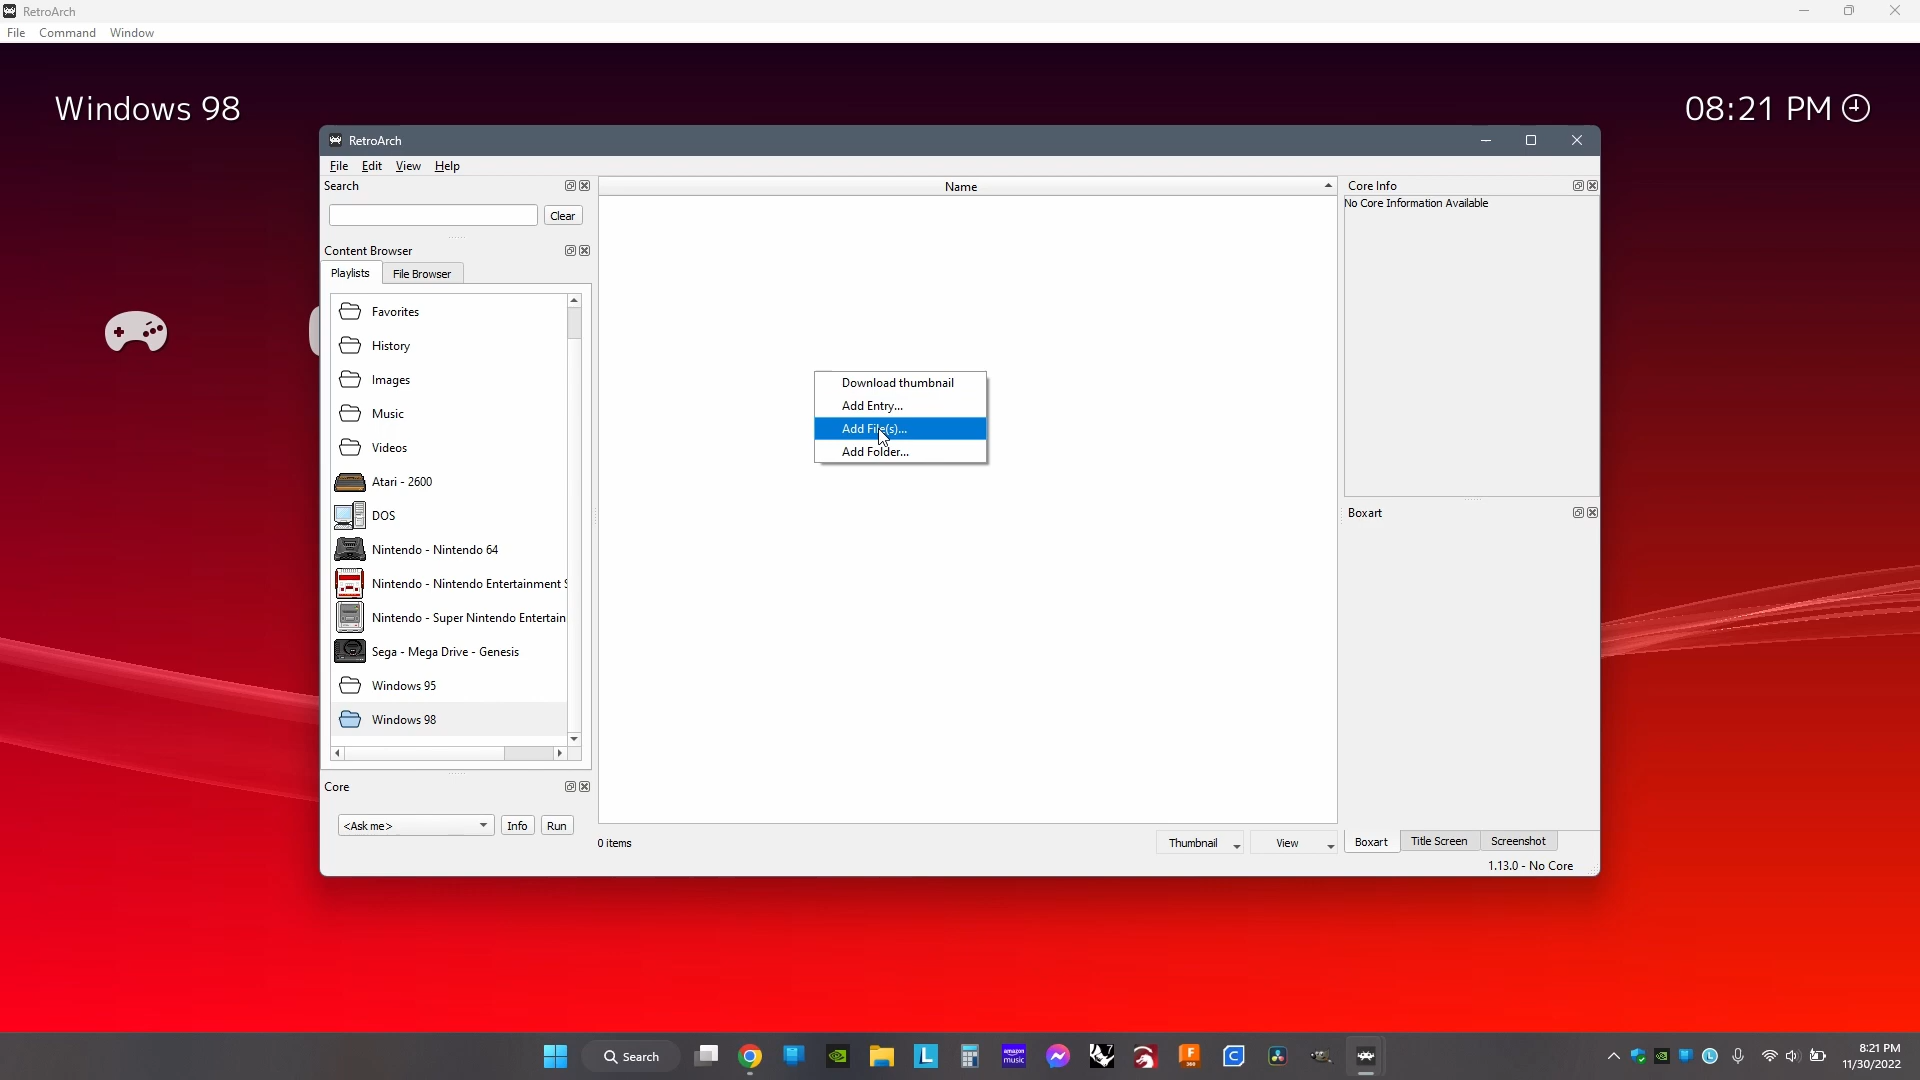 RetroArch
File Command Window
Windows 98
08:21 PM
RetroArch
File Edit View Help
Search
Clear
Content Browser
Playlists File Browser
Favorites
History
Images
Music
Videos
Atari - 2600
DOS
Nintendo - Nintendo 64
Nintendo - Nintendo Entertainment S
Nintendo - Super Nintendo Entertain
Sega - Mega Drive - Genesis
Windows 95
Windows 98
Core
<Ask me> Info Run
Name
Download thumbnail
Add Entry...
Add File(s)...
Add Folder...
0 items
Thumbnail View
Core Info
No Core Information Available
Boxart
Boxart Title Screen Screenshot
1.13.0 - No Core
Search
L
amazon
music
7
F
360
C
L
8:21 PM
11/30/2022